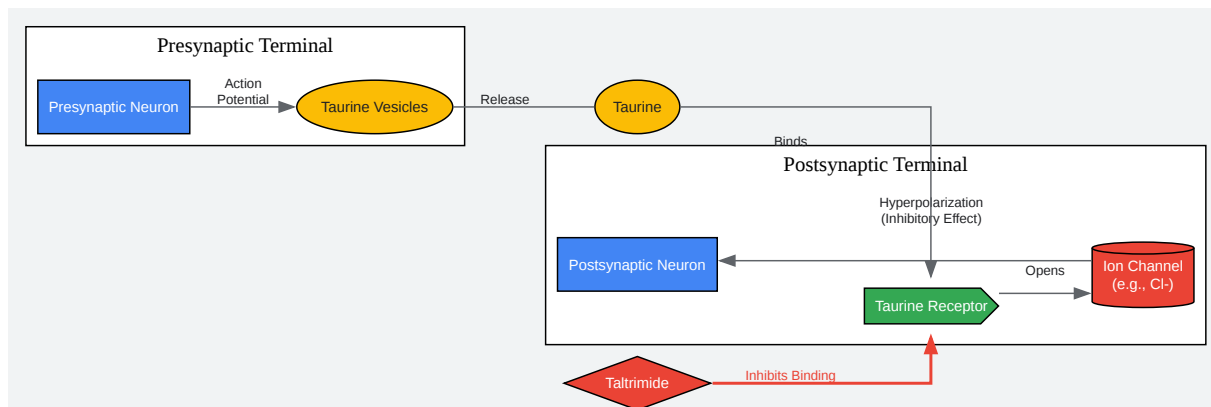 Presynaptic Terminal
Action
Potential
Presynaptic Neuron
Taurine Vesicles
Release
Taurine
Binds
Postsynaptic Terminal
Hyperpolarization
(Inhibitory Effect)
Postsynaptic Neuron
Opens
Ion Channel
(e.g., Cl-)
Taurine Receptor
Taltrimide
Inhibits Binding